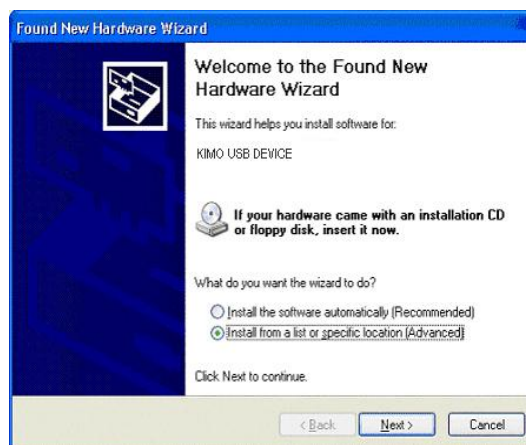 Found New Hardware Wizard
Welcome to the Found New
Hardware Wizard
This wizard helps you install software for:
KIMO USB DEVICE
If your hardware came with an installation CD
or floppy disk, insert it now.
What do you want the wizard to do?
Install the software automatically (Recommended)
Install from a list or specific location (Advanced)
Click Next to continue.
< Back
Next >
Cancel